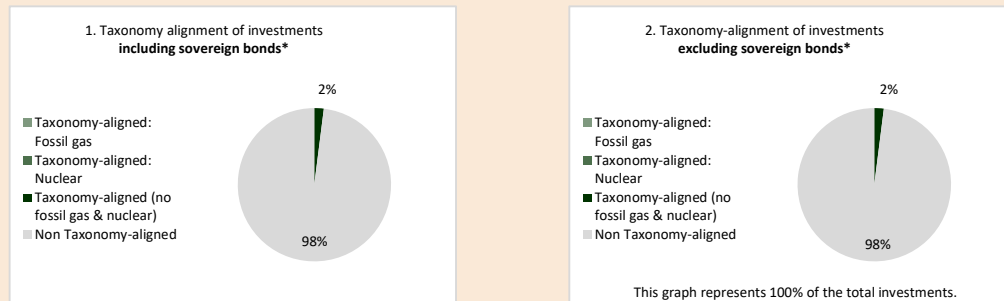 1. Taxonomy alignment of investments
including sovereign bonds*
2%
Taxonomy-aligned:
Fossil gas
Taxonomy-aligned:
Nuclear
Taxonomy-aligned (no
fossil gas & nuclear)
Non Taxonomy-aligned
98%
2. Taxonomy-alignment of investments
excluding sovereign bonds*
2%
Taxonomy-aligned:
Fossil gas
Taxonomy-aligned:
Nuclear
Taxonomy-aligned (no
fossil gas & nuclear)
Non Taxonomy-aligned
98%
This graph represents 100% of the total investments.